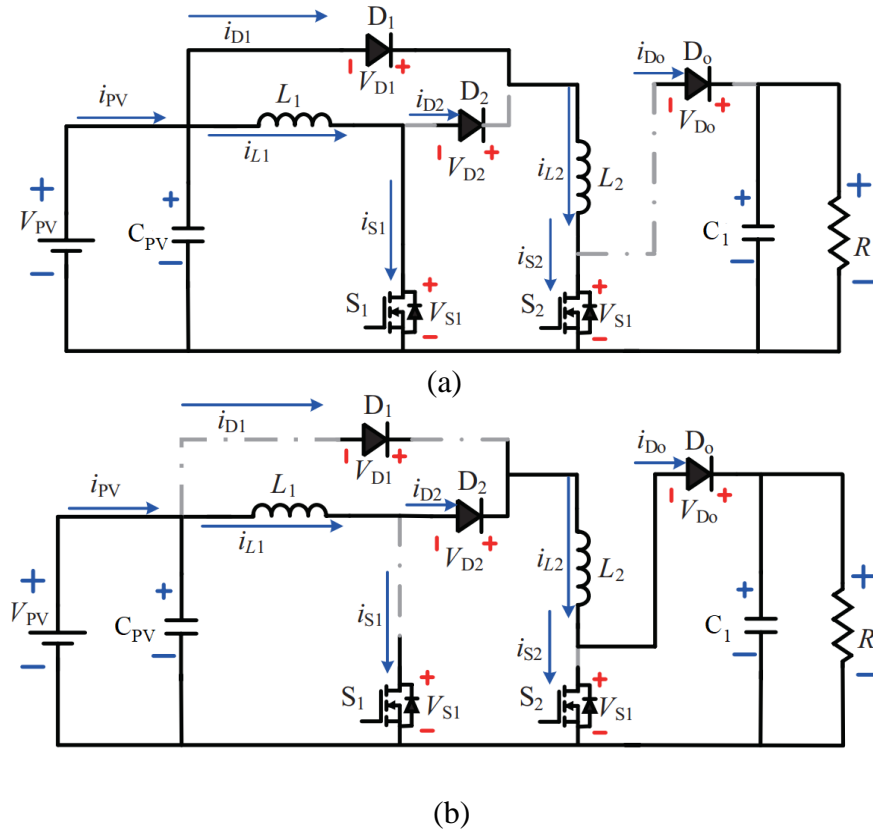 D1
iD1
VD1
Do
iDo
VDo
iPV
L1
iL1
iD2
D2
VD2
iL2
L2
VPV
CPV
iS1
iS2
C1
R
S1
VS1
S2
VS1
(a)
D1
iD1
VD1
Do
iDo
VDo
iPV
L1
iL1
iD2
D2
VD2
iL2
L2
VPV
CPV
iS1
iS2
C1
R
S1
VS1
S2
VS1
(b)